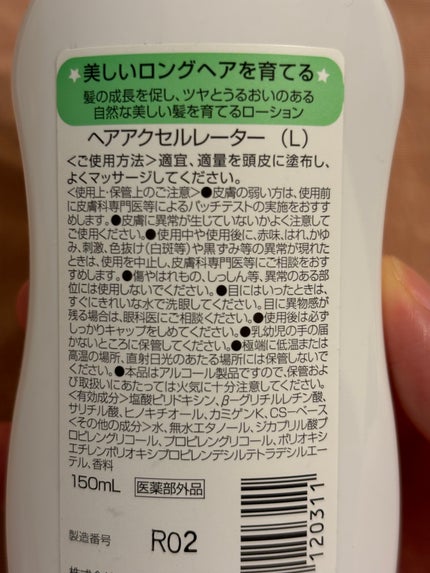 ★美しいロングヘアを育てる★
髪の成長を促し、ツヤとうるおいのある
自然な美しい髪を育てるローション
ヘアアクセルレーター（L）
<ご使用方法>適宜、適量を頭皮に塗布し、
よくマッサージしてください。
<使用上・保管上のご注意>●皮膚の弱い方は、使用前
に皮膚科専門医等によるパッチテストの実施をおすす
めします。●皮膚に異常が生じていないかよく注意して
ご使用ください。●使用中や使用後に、赤味、はれ、かゆ
み、刺激、色抜け（白斑等）や黒ずみ等の異常が現れた
ときは、使用を中止し、皮膚科専門医等にご相談をおす
すめします。●傷やはれもの、しっしん等、異常のある部
位には使用しないでください。●目にはいったときは、
すぐにきれいな水で洗眼してください。目に異物感が
残る場合は、眼科医にご相談ください。●使用後は必ず
しっかりキャップをしめてください。●乳幼児の手の届
かないところに保管してください。●極端に低温または
高温の場所、直射日光のあたる場所には保管しないで
ください。●本品はアルコール製品ですので、保管およ
び取扱いにあたっては火気に十分注意してください。
<有効成分>塩酸ピリドキシン、β-グリチルレチン酸、
サリチル酸、ヒノキチオール、カミゲンK、CS-ベース
<その他の成分>水、無水エタノール、ジカプリル酸プ
ロピレングリコール、プロピレングリコール、ポリオキシ
エチレンポリオキシプロピレンデシルテトラデシルエー
テル、香料
150mL 医薬部外品
製造番号 R02
120311